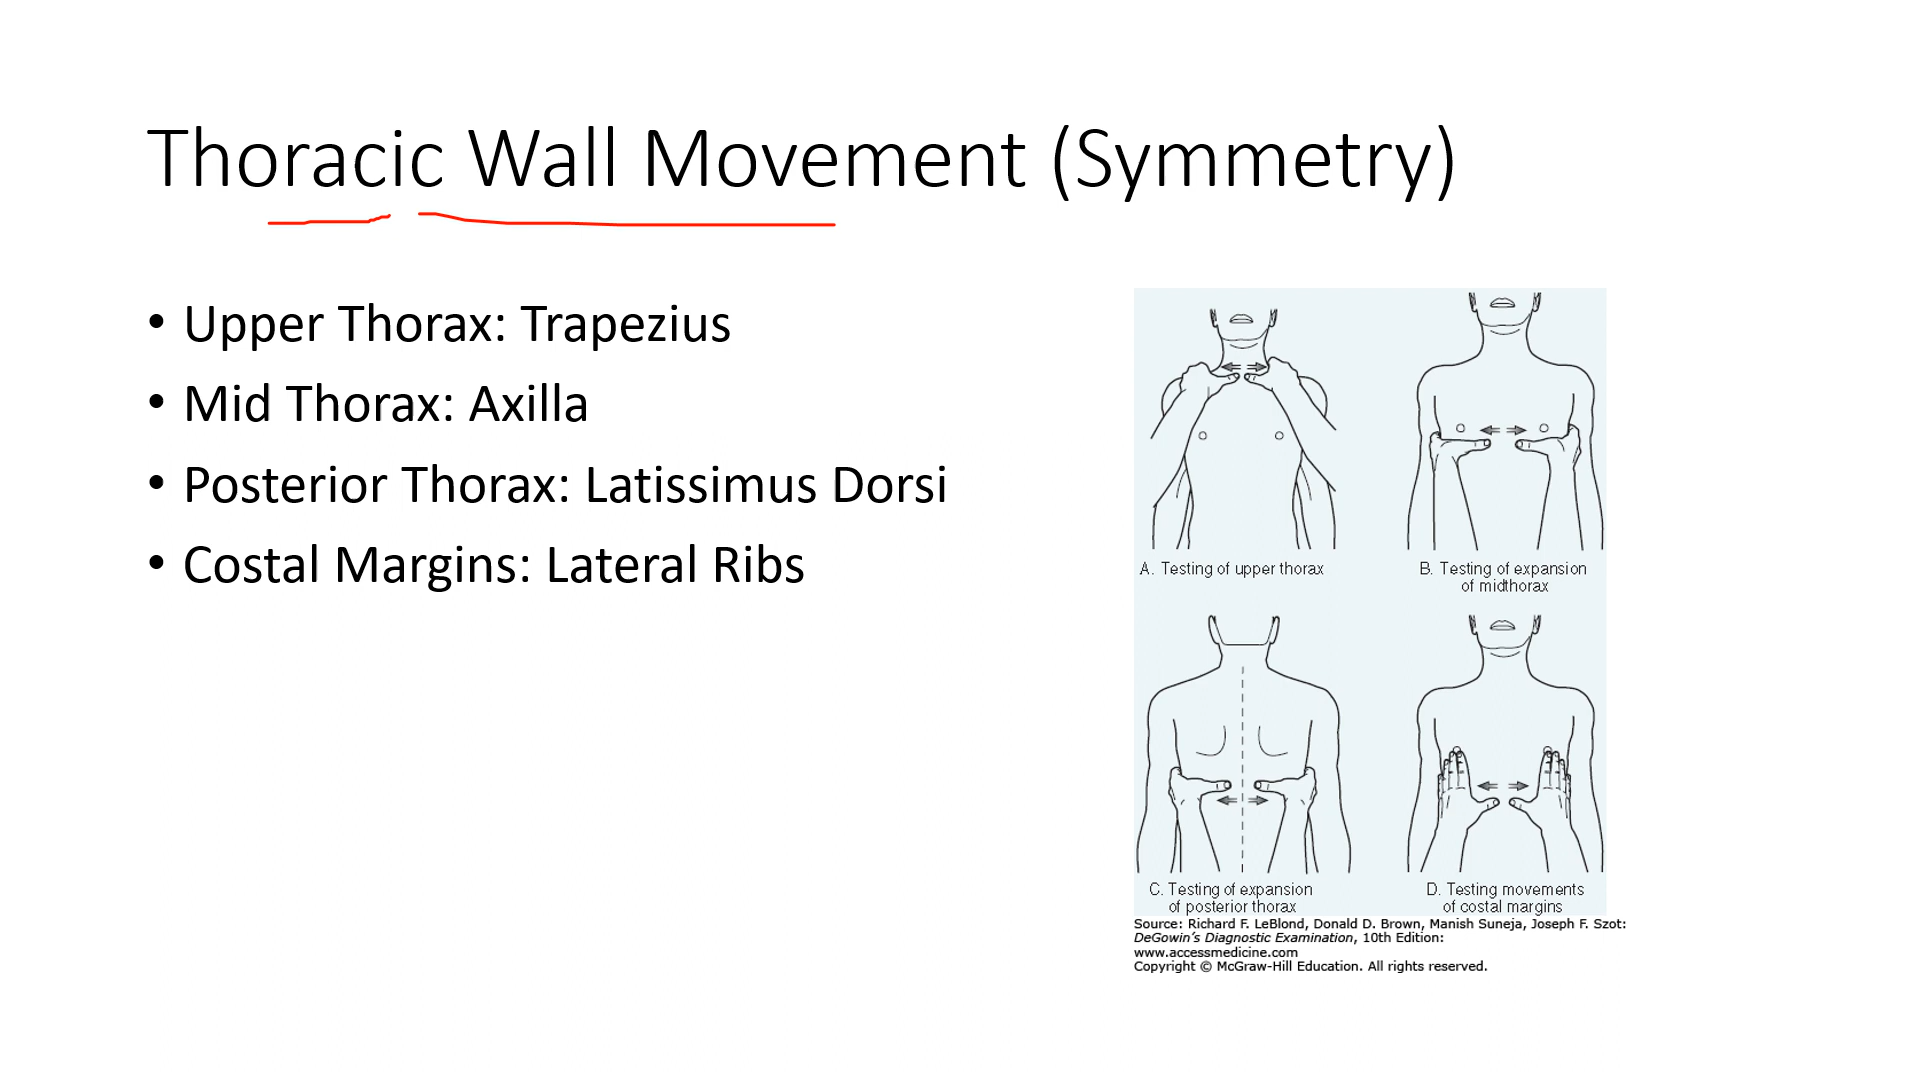 Thoracic Wall Movement (Symmetry)
• Upper Thorax: Trapezius
• Mid Thorax: Axilla
• Posterior Thorax: Latissimus Dorsi
• Costal Margins: Lateral Ribs
A. Testing of upper thorax
B. Testing of expansion
of midthorax
C. Testing of expansion
of posterior thorax
D. Testing movements
of costal margins
Source: Richard F. LeBlond, Donald D. Brown, Manish Suneja, Joseph F. Szot:
DeGowin’s Diagnostic Examination, 10th Edition:
www.accessmedicine.com
Copyright © McGraw-Hill Education. All rights reserved.